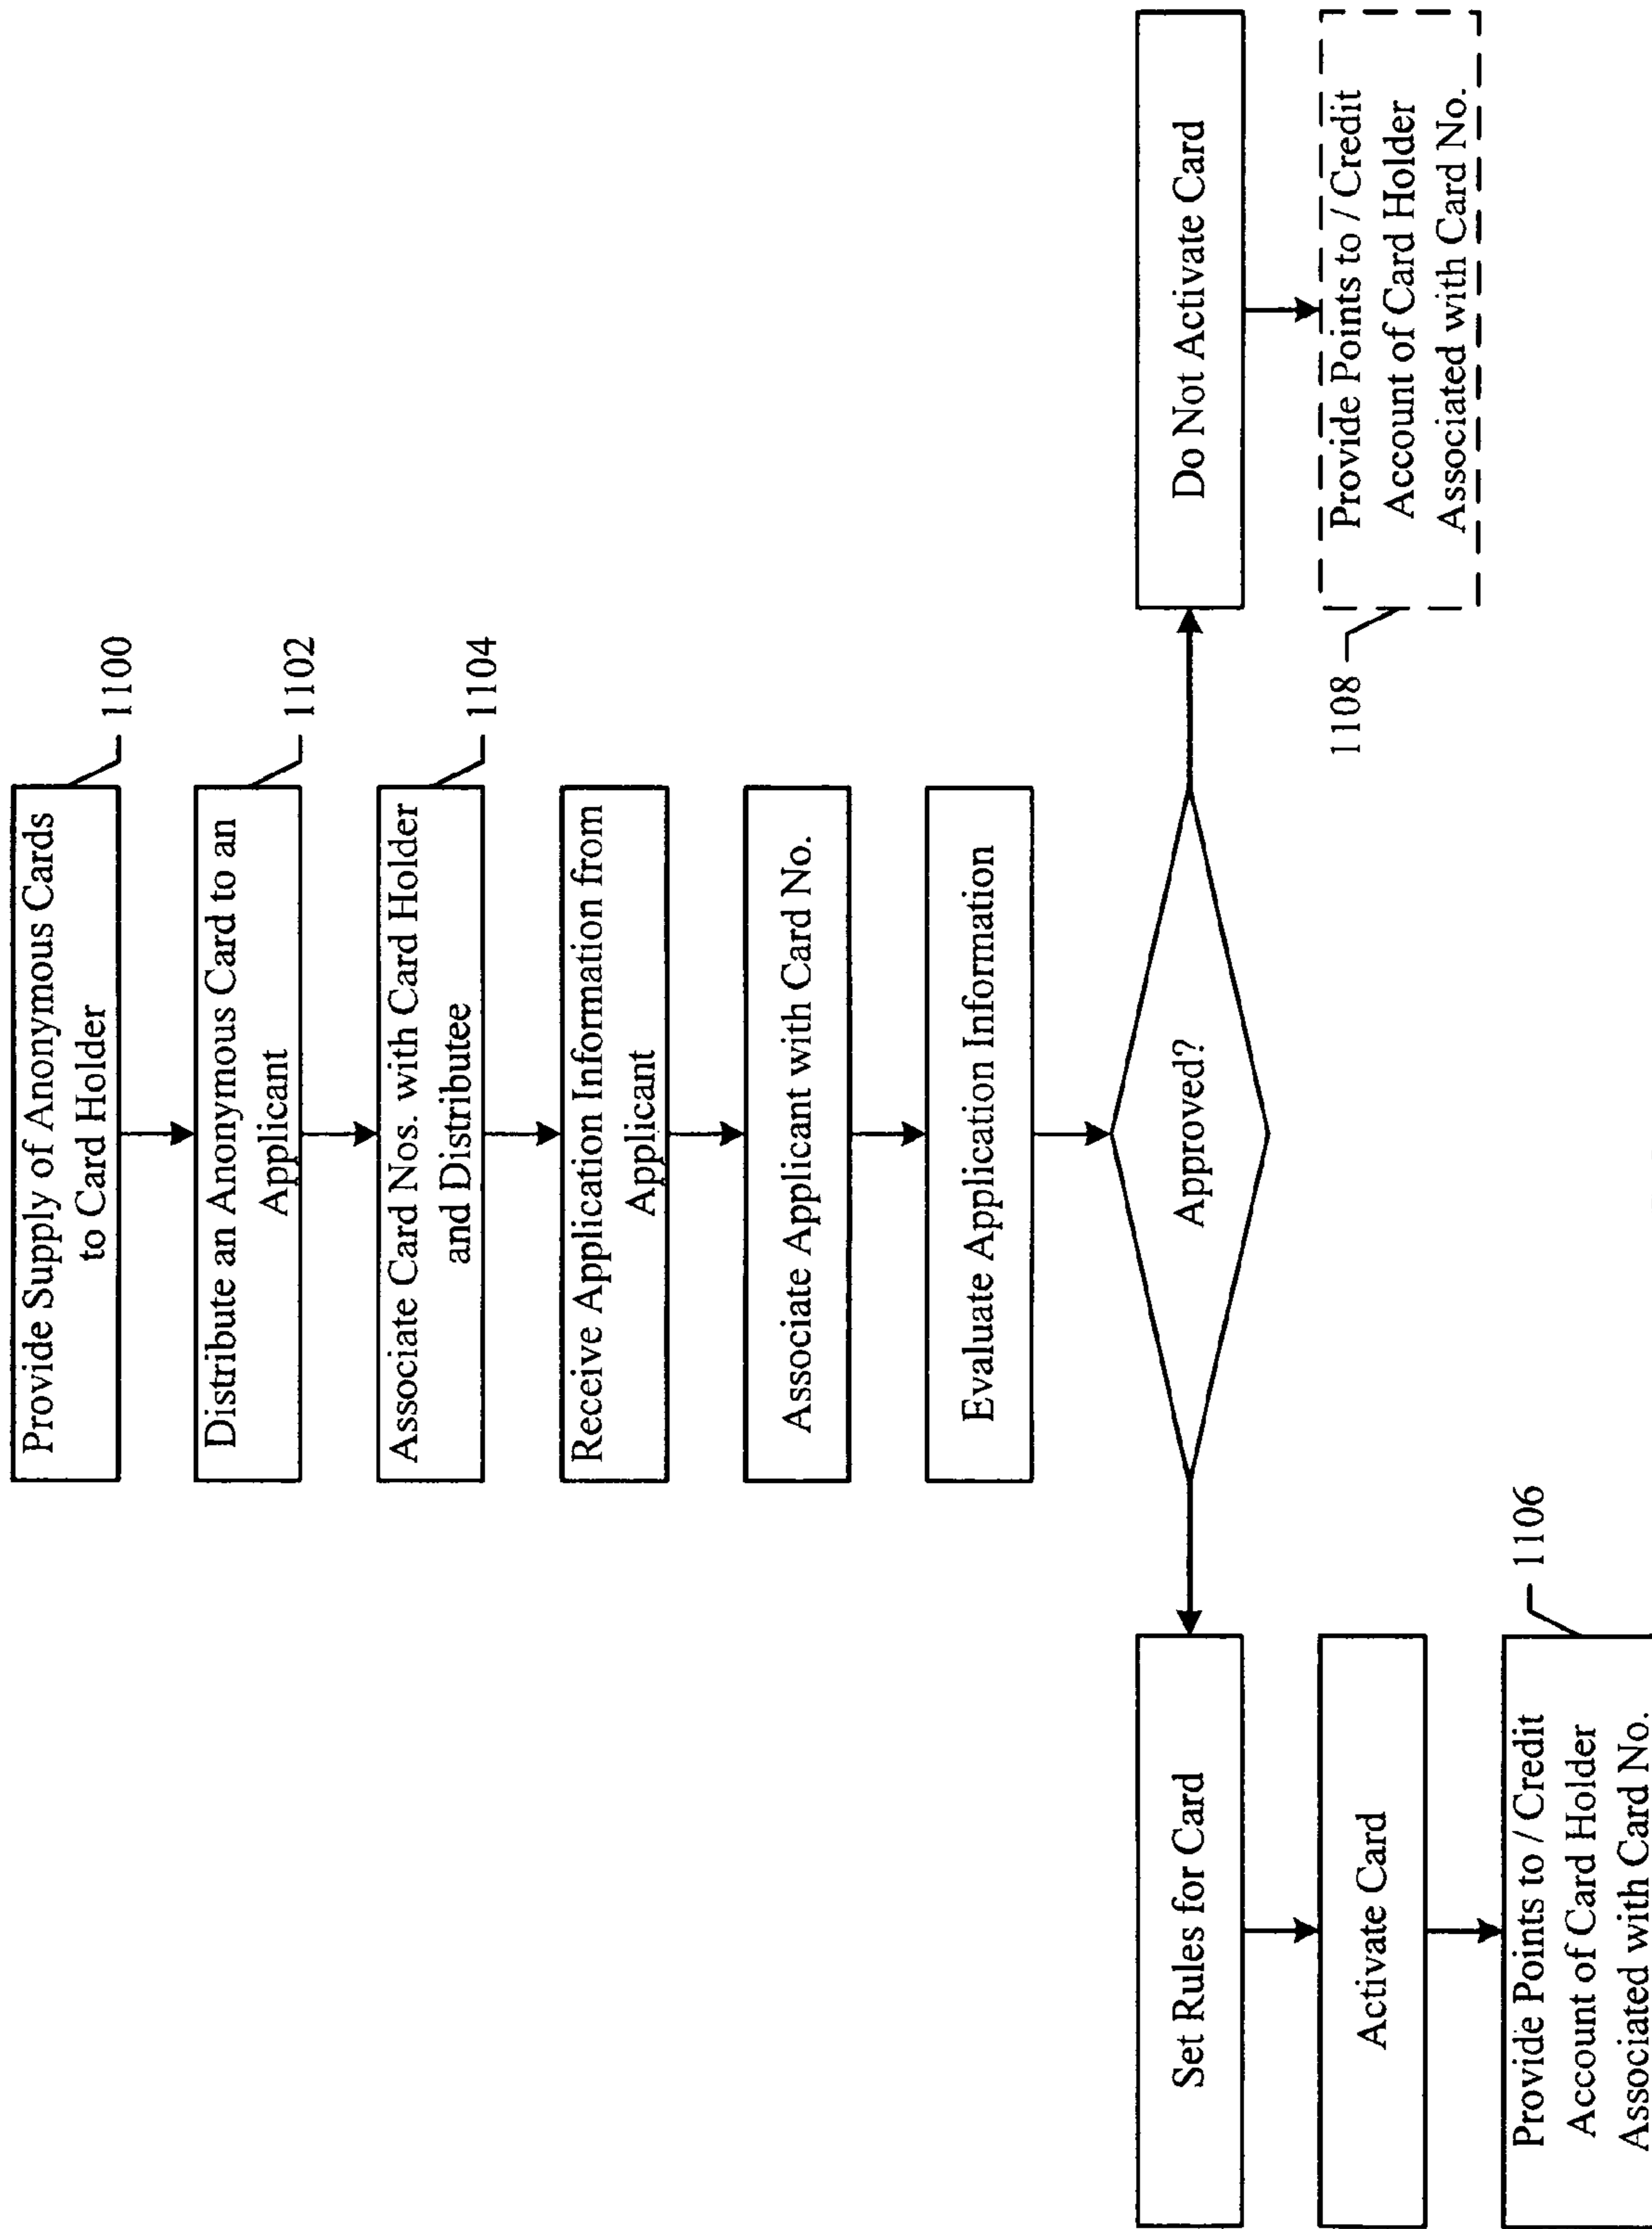 Provide Supply of Anonymous Cards
to Card Holder
1100
Distribute an Anonymous Card to an
Applicant
1102
Associate Card Nos. with Card Holder
and Distributee
1104
Receive Application Information from
Applicant
Associate Applicant with Card No.
Evaluate Application Information
Approved?
Set Rules for Card
Activate Card
Provide Points to / Credit
Account of Card Holder
Associated with Card No.
1106
Do Not Activate Card
Provide Points to / Credit
Account of Card Holder
Associated with Card No.
1108